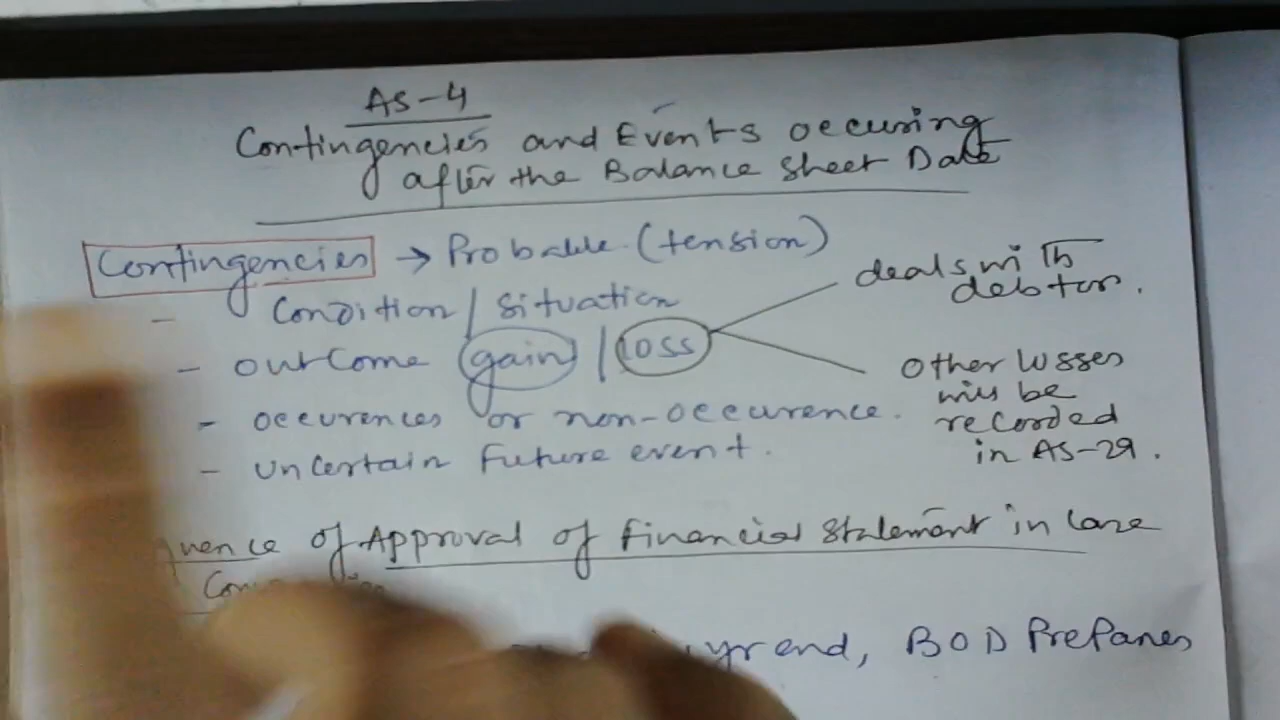 AS-4
Contingencies and Events occuring
after the Balance Sheet Date
Contingencies → Probable (tension)
- Condition / Situation
- outcome gain / loss
deals with
debtors.
- occurences or non-occurence.
- uncertain future event.
Other losses
will be
recorded
in AS-29.
of Approval of Financial Statement in case
yr end, BOD Prepares